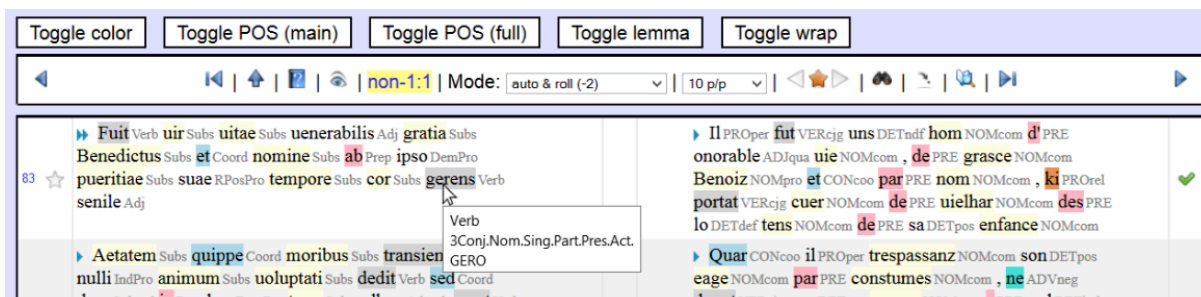 Toggle color Toggle POS (main) Toggle POS (full) Toggle lemma Toggle wrap
| | | | non-1:1 | Mode: auto & roll (-2) | 10 p/p | | | | |
83
Fuit Verb uir Subs uitae Subs uenerabilis Adj gratia Subs
Benedictus Subs et Coord nomine Subs ab Prep ipso DemPro
pueritiae Subs suae RPosPro tempore Subs cor Subs gerens Verb
senile Adj
Verb
3Conj.Nom.Sing.Part.Pres.Act.
GERO
Aetatem Subs quippe Coord moribus Subs transien
nulli IndPro animum Subs uoluptati Subs dedit Verb sed Coord
Il PROper fut VERcjg uns DETndf hom NOMcom d' PRE
onorable ADJqua uie NOMcom , de PRE grasce NOMcom
Benoiz NOMpro et CONcoo par PRE nom NOMcom , ki PROrel
portat VERcjg cuer NOMcom de PRE uielhar NOMcom des PRE
lo DETdef tens NOMcom de PRE sa DETpos enfance NOMcom
Quar CONcoo il PROper trespassanz NOMcom son DETpos
eage NOMcom par PRE constumes NOMcom , ne ADVneg